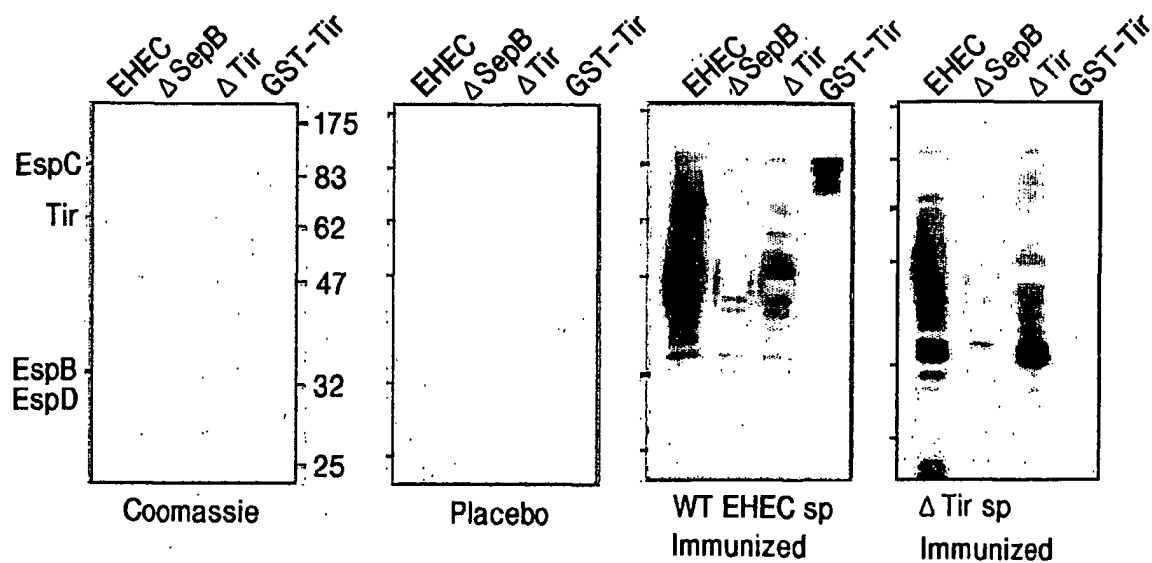 EHEC ΔSepB ΔTir GST-Tir
EHEC ΔSepB ΔTir GST-Tir
EHEC ΔSepB ΔTir GST-Tir
EHEC ΔSepB ΔTir GST-Tir
EspC
Tir
EspB
EspD
175
83
62
47
32
25
Coomassie
Placebo
WT EHEC sp
Immunized
Δ Tir sp
Immunized